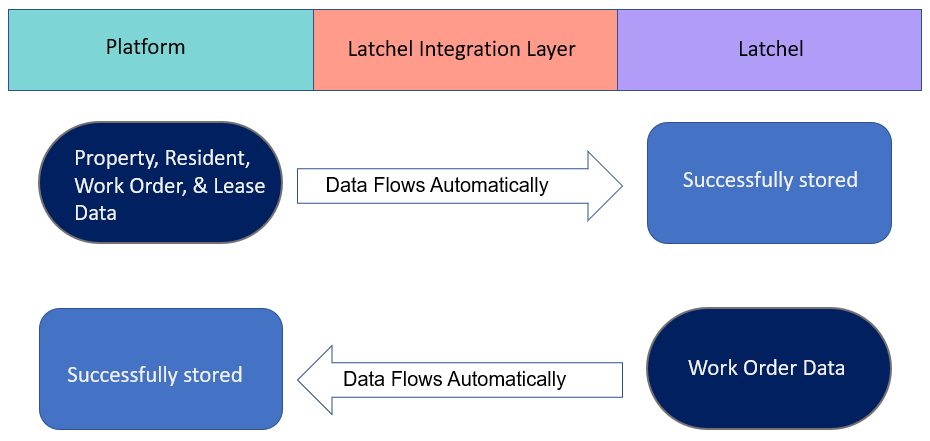 Platform
Latchel Integration Layer
Latchel
Property, Resident,
Work Order, & Lease
Data
Data Flows Automatically
Successfully stored
Successfully stored
Data Flows Automatically
Work Order Data